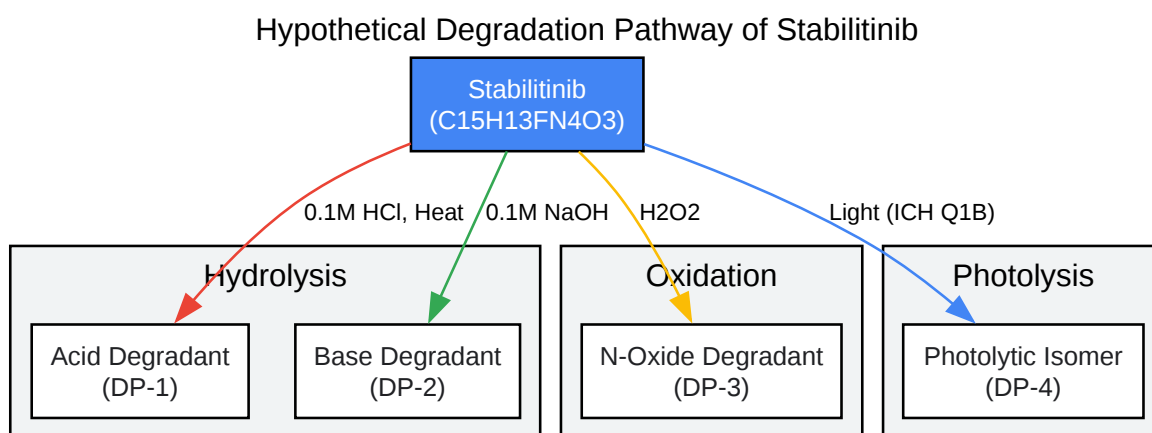 Hypothetical Degradation Pathway of Stabilitinib
Stabilitinib
(C15H13FN4O3)
0.1M HCl, Heat
0.1M NaOH
H2O2
Light (ICH Q1B)
Hydrolysis
Oxidation
Photolysis
Acid Degradant
(DP-1)
Base Degradant
(DP-2)
N-Oxide Degradant
(DP-3)
Photolytic Isomer
(DP-4)